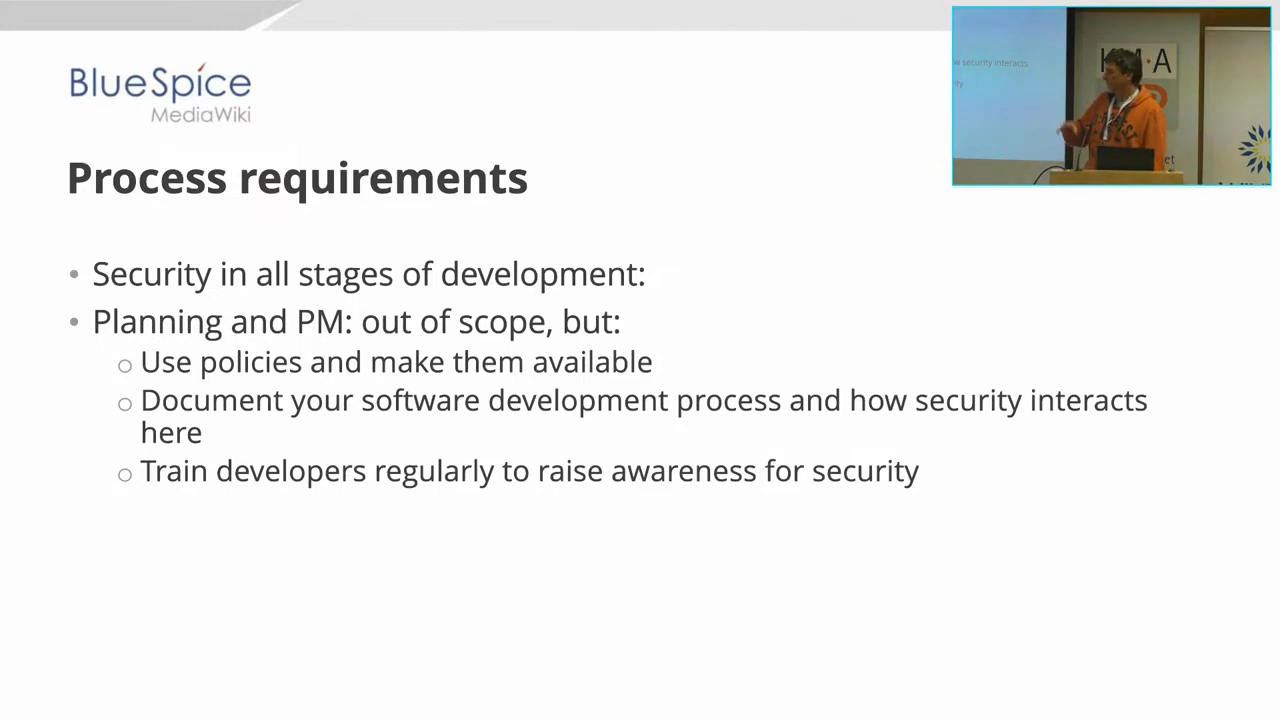 BlueSpice
MediaWiki
Process requirements
• Security in all stages of development:
• Planning and PM: out of scope, but:
○ Use policies and make them available
○ Document your software development process and how security interacts
here
○ Train developers regularly to raise awareness for security
w security interacts
ity
et